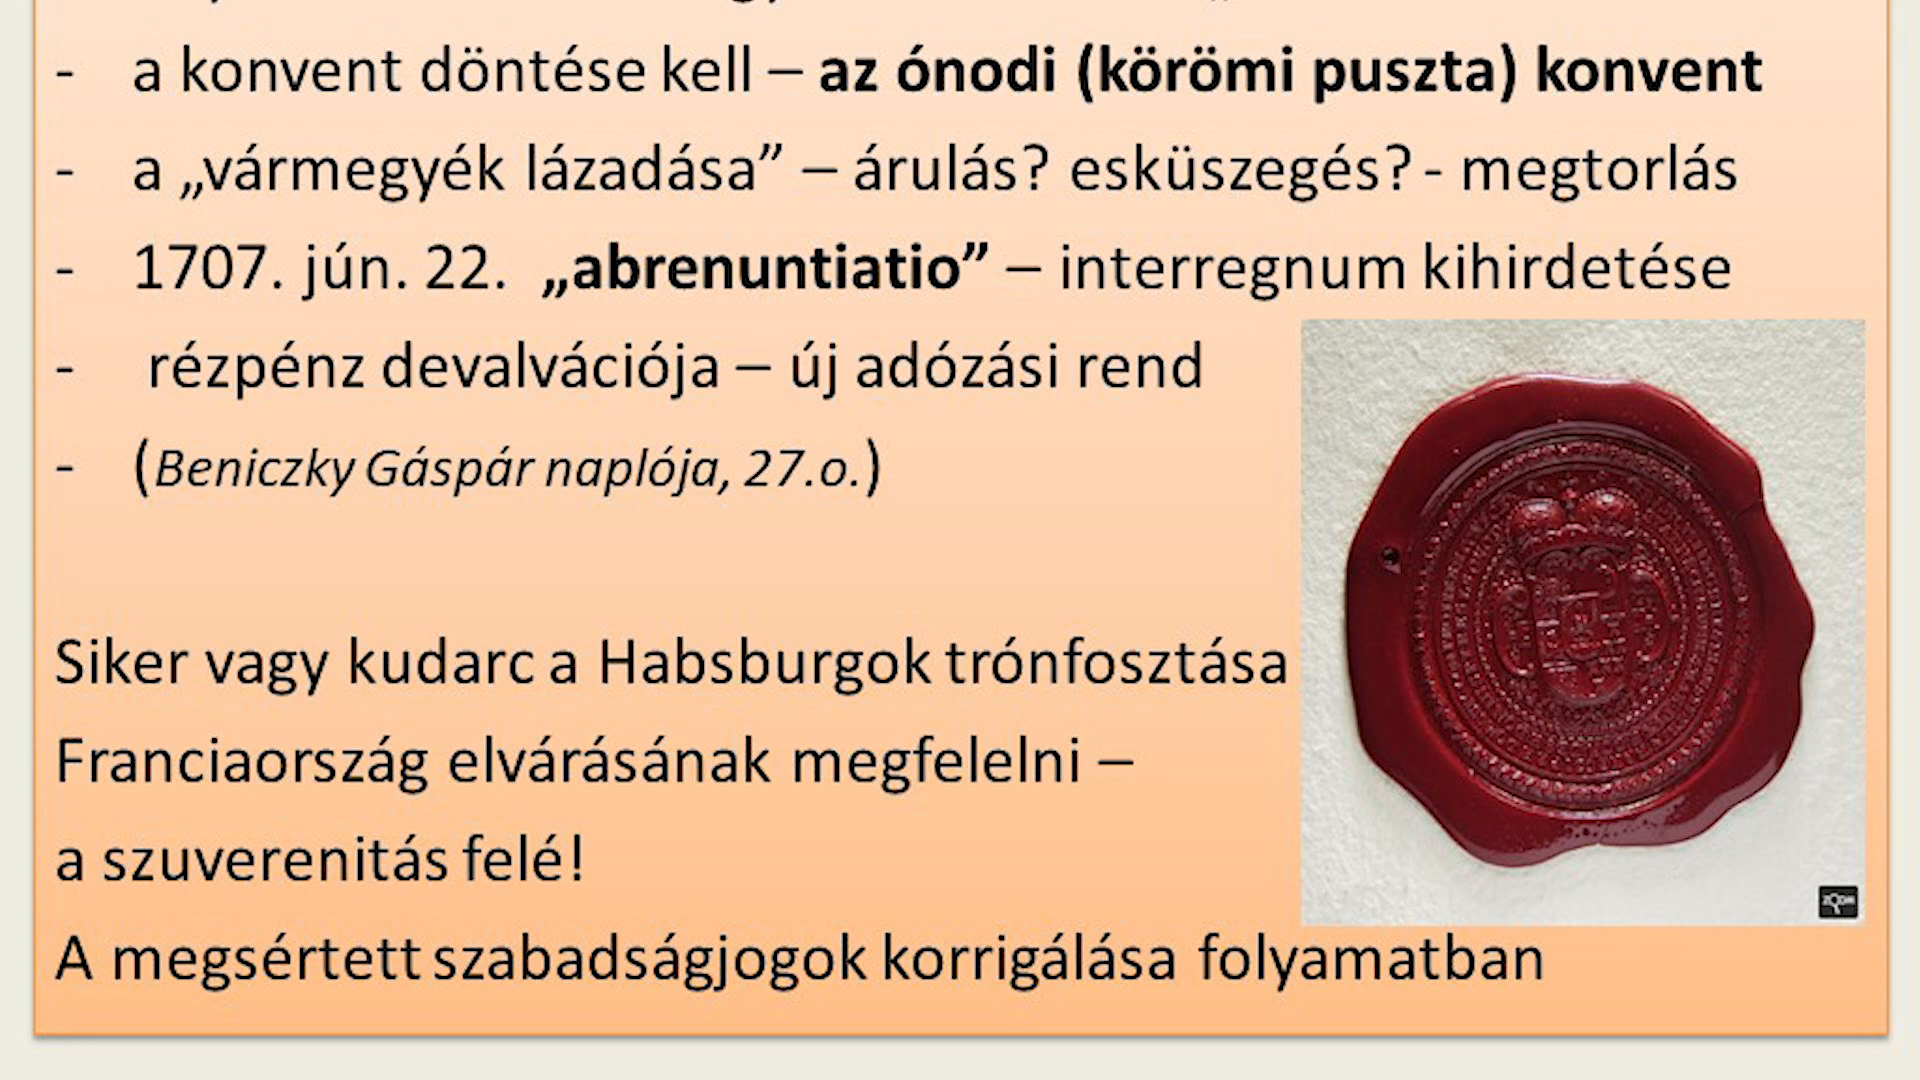 - a konvent döntése kell – az ónodi (körömi puszta) konvent
- a „vármegyék lázadása” – árulás? esküszegés? - megtorlás
- 1707. jún. 22. „abrenuntiatio” – interregnum kihirdetése
- rézpénz devalvációja – új adózási rend
- (Beniczky Gáspár naplója, 27.o.)
Siker vagy kudarc a Habsburgok trónfosztása
Franciaország elvárásának megfelelni –
a szuverenitás felé!
A megsértett szabadságjogok korrigálása folyamatban